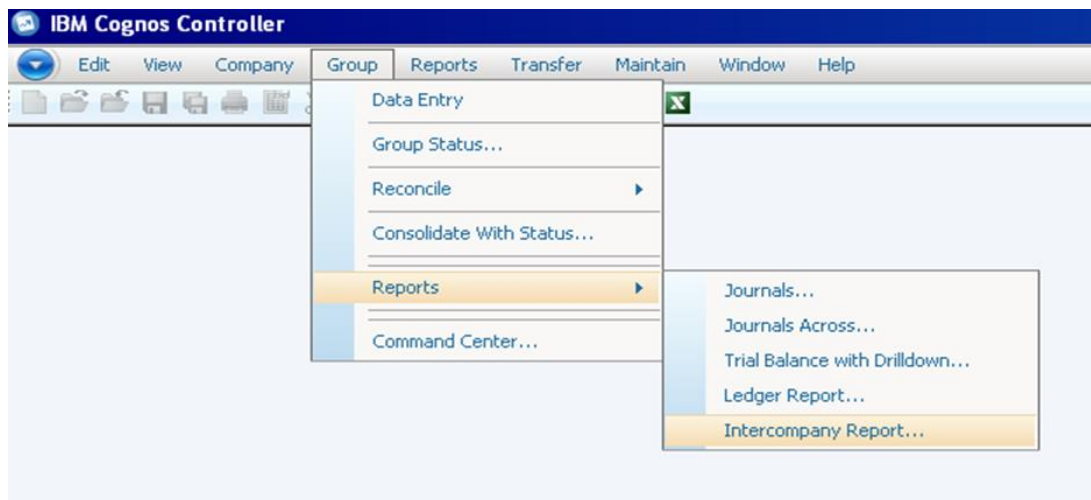 IBM Cognos Controller
Edit View Company Group Reports Transfer Maintain Window Help
Data Entry
Group Status...
Reconcile
Consolidate With Status...
Reports
Command Center...
Journals...
Journals Across...
Trial Balance with Drilldown...
Ledger Report...
Intercompany Report...